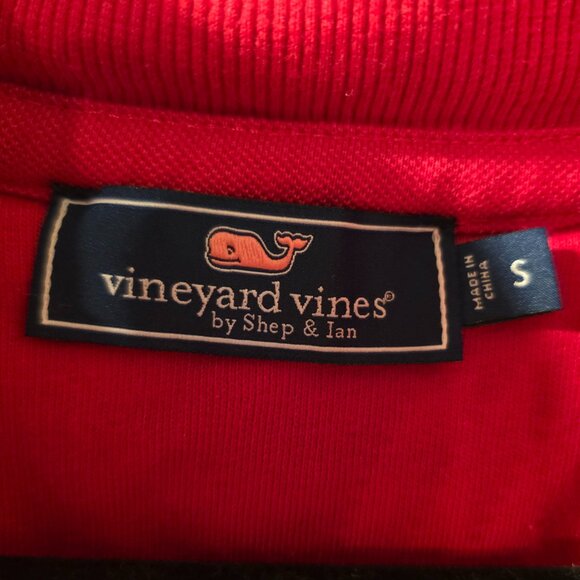 vineyard vines®
by Shep & Ian
MADE IN
CHINA
S